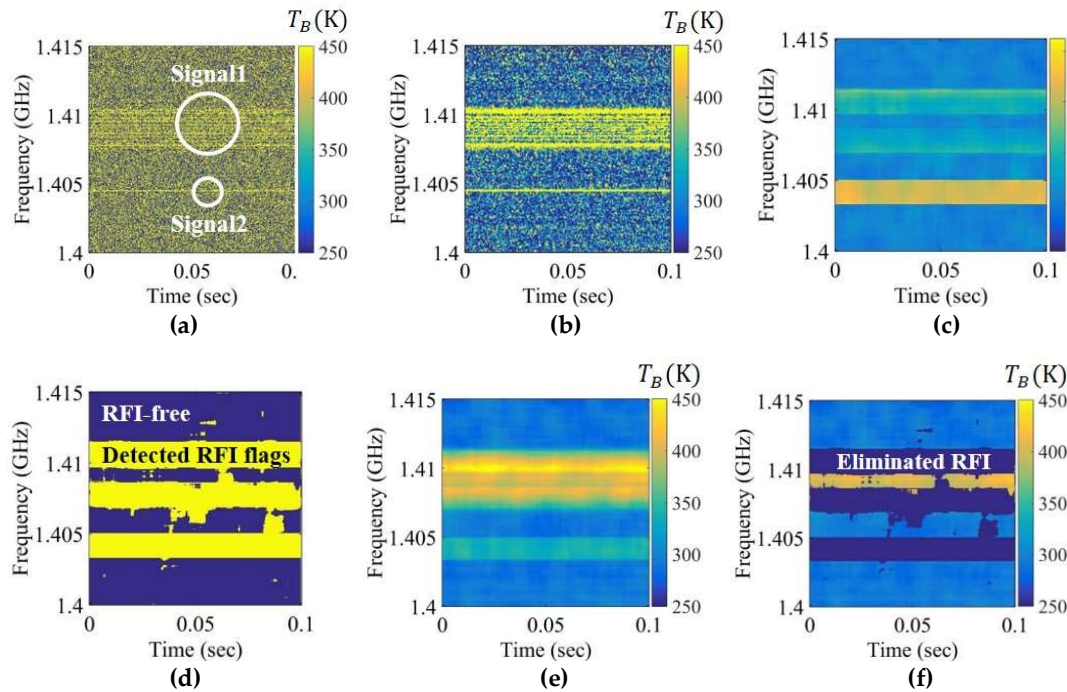 T_B(K)
T_B(K)
1.415
1.41
1.405
1.4
Frequency (GHz)
Signal1
Signal2
0
0.05
0.
Time (sec)
450
400
350
300
250
(a)
1.415
1.41
1.405
1.4
Frequency (GHz)
0
0.05
0.1
Time (sec)
450
400
350
300
250
(b)
1.415
1.41
1.405
1.4
Frequency (GHz)
0
0.05
0.1
Time (sec)
(c)
1.415
1.41
1.405
1.4
Frequency (GHz)
RFI-free
Detected RFI flags
0
0.05
0.1
Time (sec)
(d)
T_B(K)
1.415
1.41
1.405
1.4
Frequency (GHz)
0
0.05
0.1
Time (sec)
450
400
350
300
250
(e)
T_B(K)
1.415
1.41
1.405
1.4
Frequency (GHz)
Eliminated RFI
0
0.05
0.1
Time (sec)
450
400
350
300
250
(f)